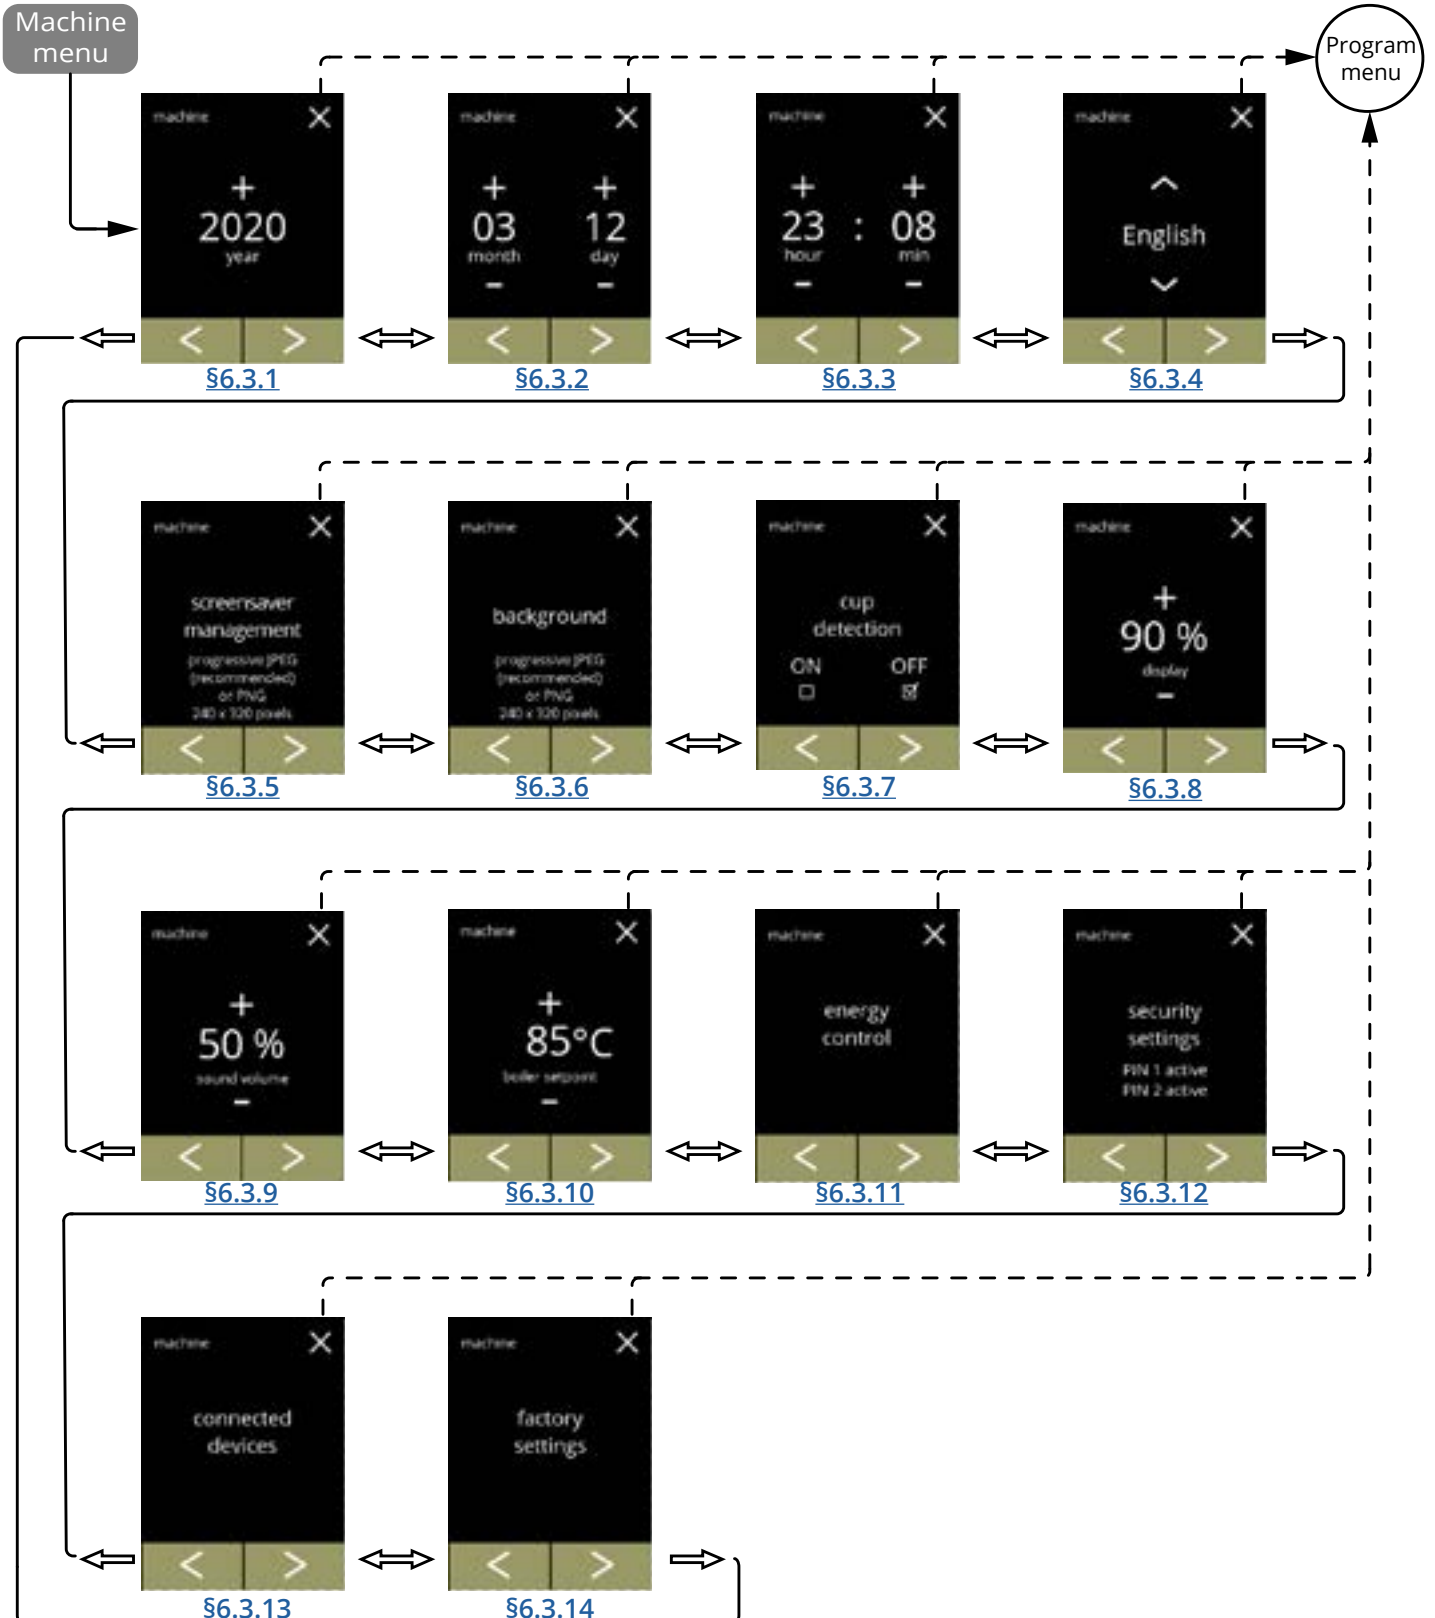 Machine
menu
Program
menu
machine
+
2020
year
< >
§6.3.1
machine
+ +
03 12
month day
- -
< >
§6.3.2
machine
+ +
23 : 08
hour min
- -
< >
§6.3.3
machine
English
< >
§6.3.4
machine
screensaver
management
progressive JPEG
(recommended)
or PNG
240 x 320 pixels
< >
§6.3.5
machine
background
progressive JPEG
(recommended)
or PNG
240 x 320 pixels
< >
§6.3.6
machine
cup
detection
ON OFF
< >
§6.3.7
machine
+
90 %
display
-
< >
§6.3.8
machine
+
50 %
sound volume
-
< >
§6.3.9
machine
+
85°C
boiler setpoint
-
< >
§6.3.10
machine
energy
control
< >
§6.3.11
machine
security
settings
PIN 1 active
PIN 2 active
< >
§6.3.12
machine
connected
devices
< >
§6.3.13
machine
factory
settings
< >
§6.3.14